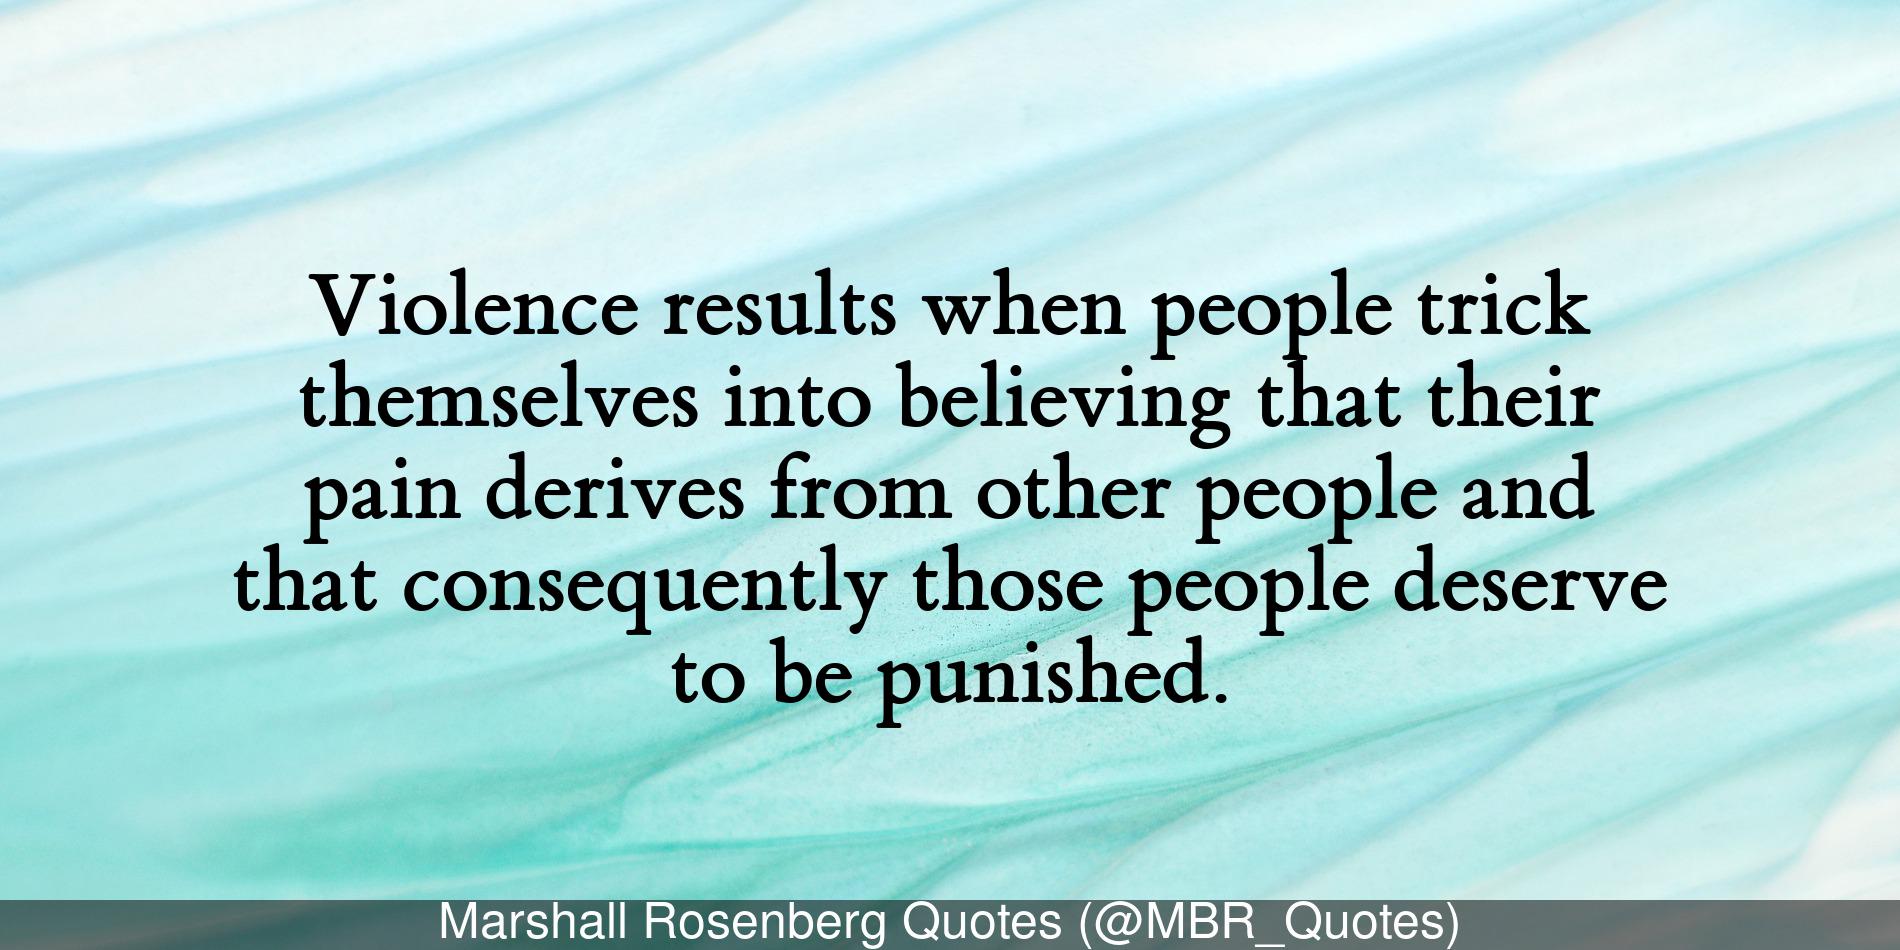 Violence results when people trick
themselves into believing that their
pain derives from other people and
that consequently those people deserve
to be punished.
Marshall Rosenberg Quotes (@MBR_Quotes)